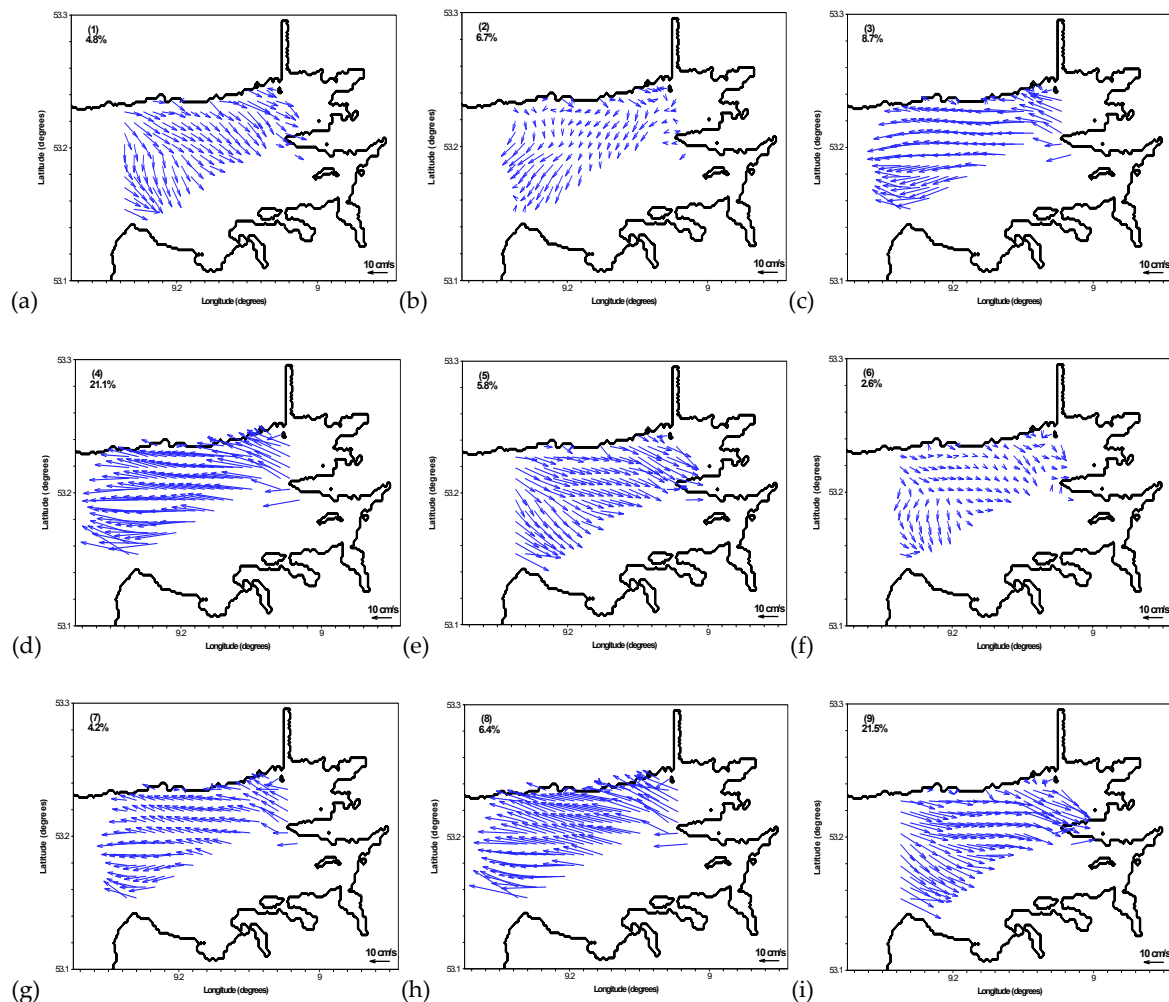 53.3
(1)
4.8%
Latitude (degrees)
53.2
10 cm/s
53.1
9.2
9
Longitude (degrees)
(a)
53.3
(2)
6.7%
Latitude (degrees)
53.2
10 cm/s
53.1
9.2
9
Longitude (degrees)
(b)
53.3
(3)
8.7%
Latitude (degrees)
53.2
10 cm/s
53.1
9.2
9
Longitude (degrees)
(c)
53.3
(4)
21.1%
Latitude (degrees)
53.2
10 cm/s
53.1
9.2
9
Longitude (degrees)
(d)
53.3
(5)
5.8%
Latitude (degrees)
53.2
10 cm/s
53.1
9.2
9
Longitude (degrees)
(e)
53.3
(6)
2.6%
Latitude (degrees)
53.2
10 cm/s
53.1
9.2
9
Longitude (degrees)
(f)
53.3
(7)
4.2%
Latitude (degrees)
53.2
10 cm/s
53.1
9.2
9
Longitude (degrees)
(g)
53.3
(8)
6.4%
Latitude (degrees)
53.2
10 cm/s
53.1
9.2
9
Longitude (degrees)
(h)
53.3
(9)
21.5%
Latitude (degrees)
53.2
10 cm/s
53.1
9.2
9
Longitude (degrees)
(i)